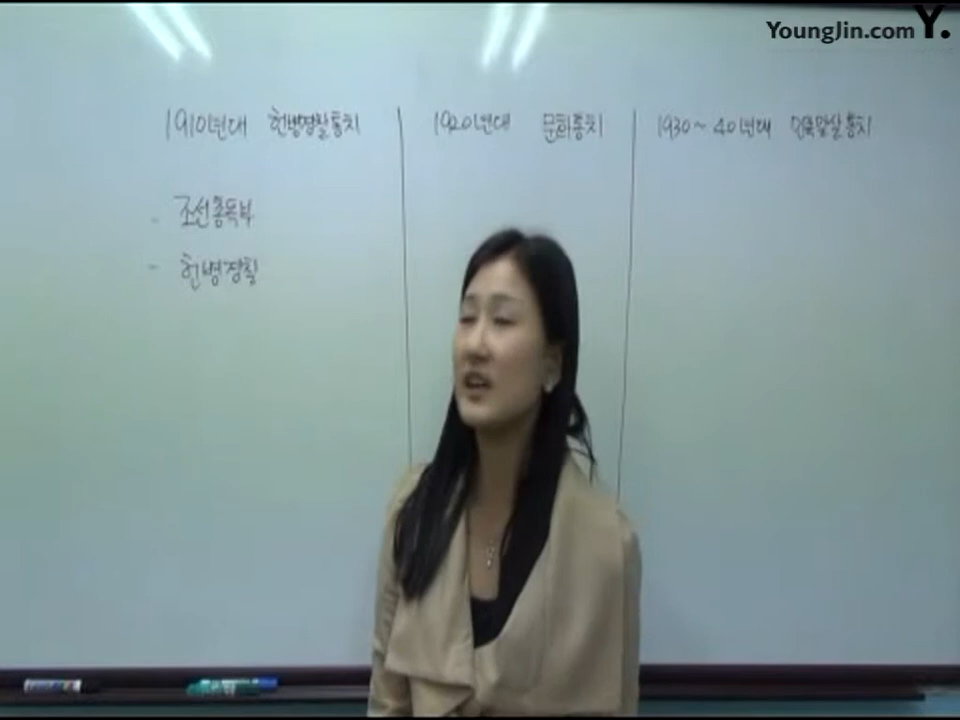 YoungJin.com Y.
1910년대 헌병경찰통치
1920년대 문화통치
1930~40년대 민족말살통치
- 조선총독부
- 헌병경찰